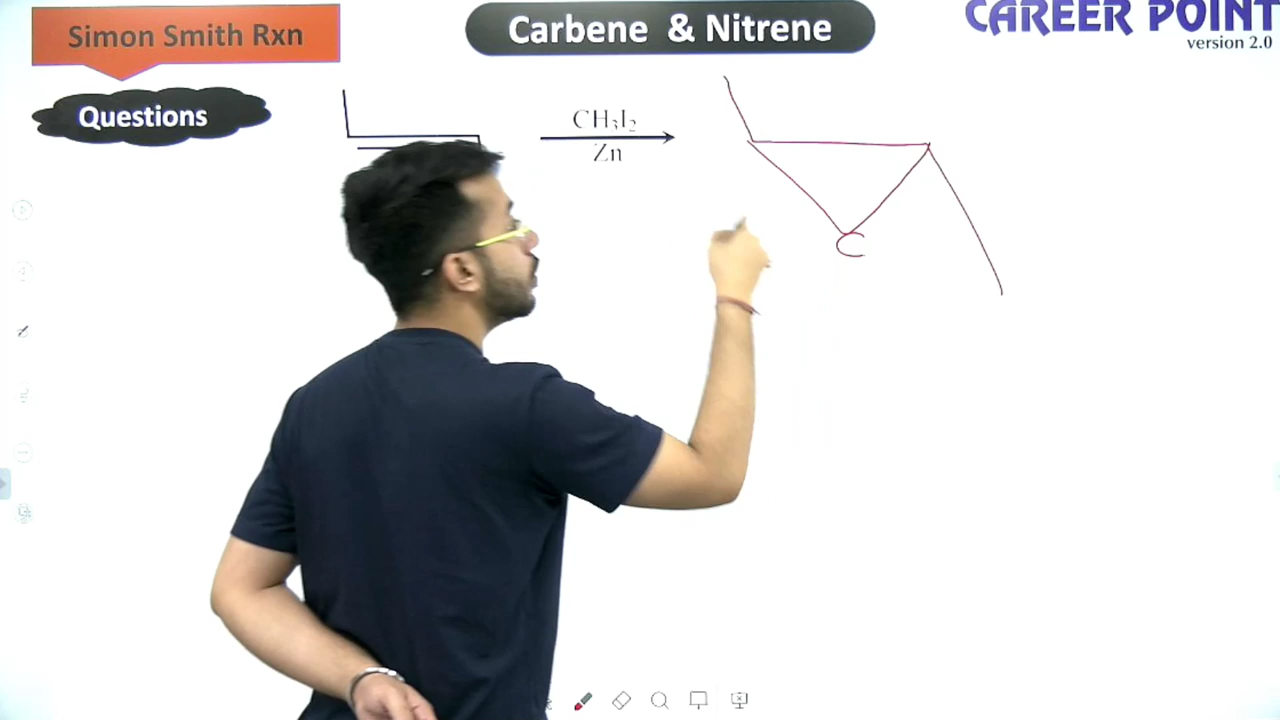 Simon Smith Rxn
Carbene & Nitrene
CAREER POINT
version 2.0
Questions
CH3I2
Zn
C